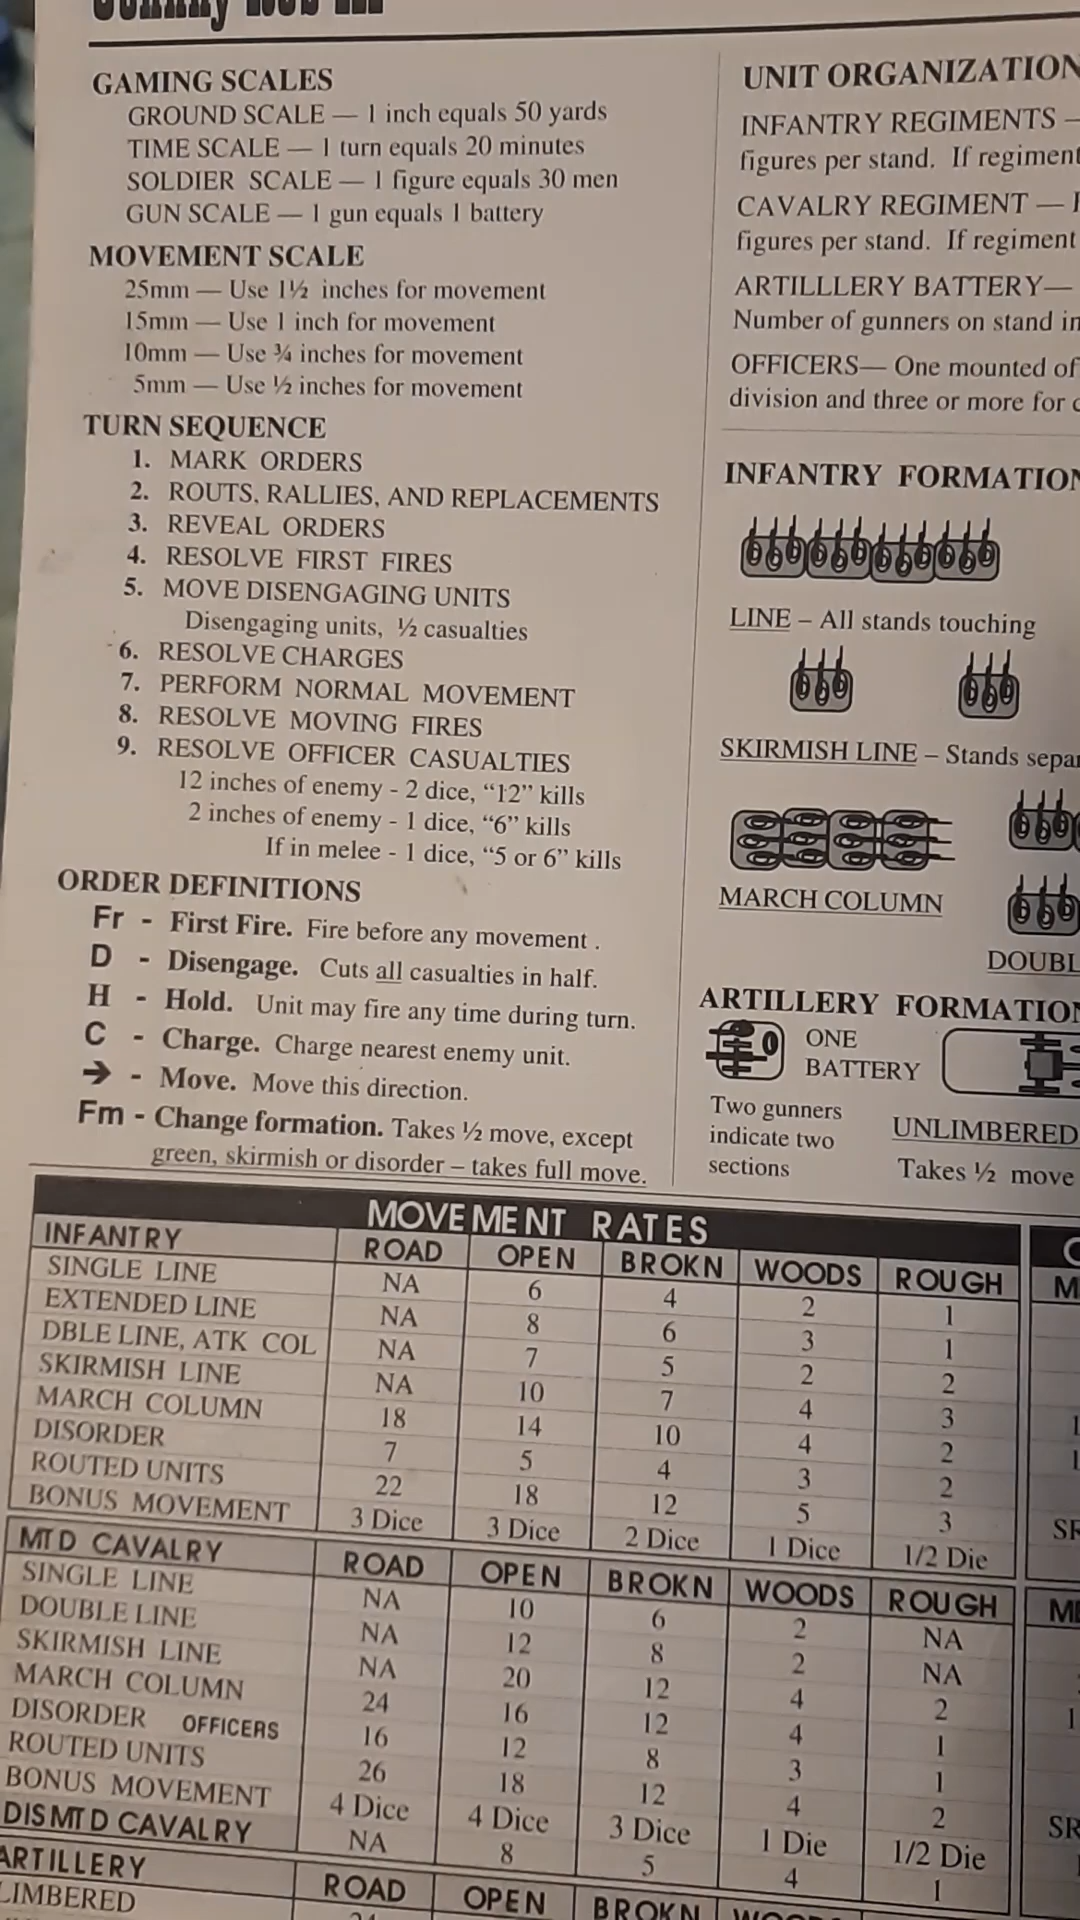 Johnny Reb III
GAMING SCALES
GROUND SCALE — 1 inch equals 50 yards
TIME SCALE — 1 turn equals 20 minutes
SOLDIER SCALE — 1 figure equals 30 men
GUN SCALE — 1 gun equals 1 battery
MOVEMENT SCALE
25mm — Use 1½ inches for movement
15mm — Use 1 inch for movement
10mm — Use ¾ inches for movement
5mm — Use ½ inches for movement
TURN SEQUENCE
1. MARK ORDERS
2. ROUTS, RALLIES, AND REPLACEMENTS
3. REVEAL ORDERS
4. RESOLVE FIRST FIRES
5. MOVE DISENGAGING UNITS
Disengaging units, ½ casualties
6. RESOLVE CHARGES
7. PERFORM NORMAL MOVEMENT
8. RESOLVE MOVING FIRES
9. RESOLVE OFFICER CASUALTIES
12 inches of enemy - 2 dice, “12” kills
2 inches of enemy - 1 dice, “6” kills
If in melee - 1 dice, “5 or 6” kills
ORDER DEFINITIONS
Fr - First Fire. Fire before any movement .
D - Disengage. Cuts all casualties in half.
H - Hold. Unit may fire any time during turn.
C - Charge. Charge nearest enemy unit.
→ - Move. Move this direction.
Fm - Change formation. Takes ½ move, except
green, skirmish or disorder – takes full move.
UNIT ORGANIZATION
INFANTRY REGIMENTS —
figures per stand. If regiment
CAVALRY REGIMENT —
figures per stand. If regiment
ARTILLLERY BATTERY—
Number of gunners on stand in
OFFICERS— One mounted of
division and three or more for
INFANTRY FORMATION
LINE – All stands touching
SKIRMISH LINE – Stands separ
MARCH COLUMN
DOUBL
ARTILLERY FORMATION
ONE
BATTERY
Two gunners
indicate two
sections
UNLIMBERED
Takes ½ move
MOVEMENT RATES
INFANTRY ROAD OPEN BROKN WOODS ROUGH
SINGLE LINE NA 6 4 2 1
EXTENDED LINE NA 8 6 3 1
DBLE LINE, ATK COL NA 7 5 2 2
SKIRMISH LINE NA 10 7 4 3
MARCH COLUMN 18 14 10 4 2
DISORDER 7 5 4 3 2
ROUTED UNITS 22 18 12 5 3
BONUS MOVEMENT 3 Dice 3 Dice 2 Dice 1 Dice 1/2 Die
MTD CAVALRY ROAD OPEN BROKN WOODS ROUGH
SINGLE LINE NA 10 6 2 NA
DOUBLE LINE NA 12 8 2 NA
SKIRMISH LINE NA 20 12 4 2
MARCH COLUMN 24 16 12 4 1
DISORDER OFFICERS 16 12 8 3 1
ROUTED UNITS 26 18 12 4 2
BONUS MOVEMENT 4 Dice 4 Dice 3 Dice 1 Die 1/2 Die
DISMTD CAVALRY NA 8 5 4 1
ARTILLERY ROAD OPEN BROKN WOODS
LIMBERED